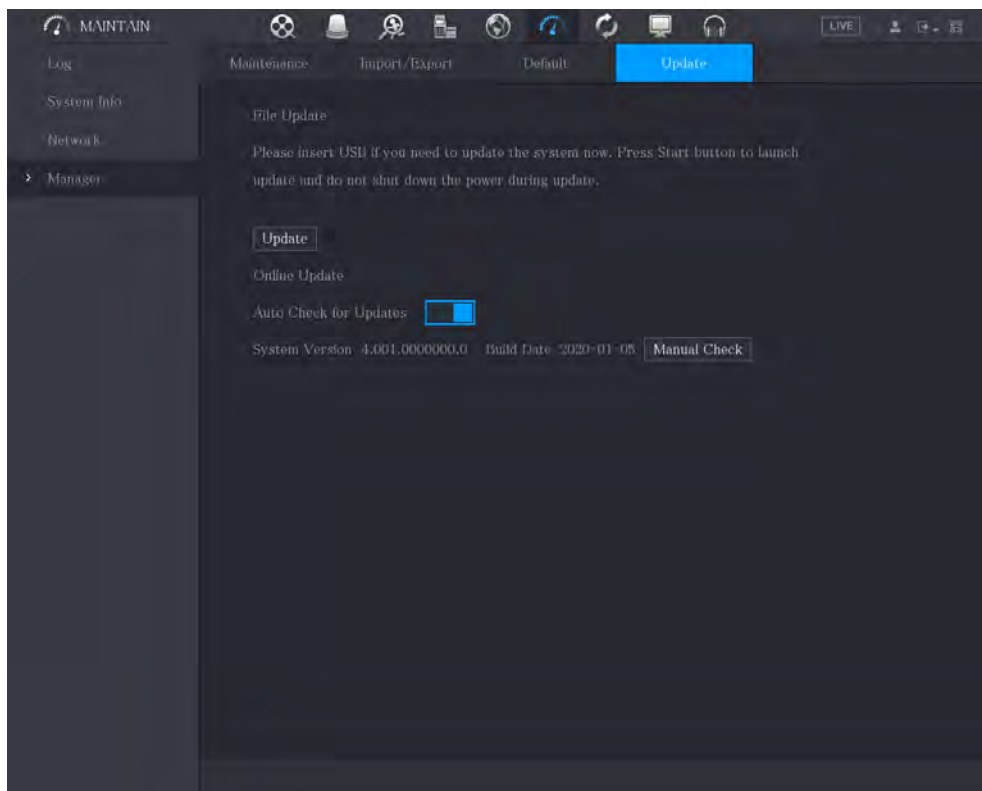 MAINTAIN
LIVE
Log
System Info
Network
Manager
Maintenance Import/Export Default Update
File Update
Please insert USB if you need to update the system now. Press Start button to launch
update and do not shut down the power during update.
Update
Online Update
Auto Check for Updates
System Version 4.001.0000000.0 Build Date 2020-01-05 Manual Check